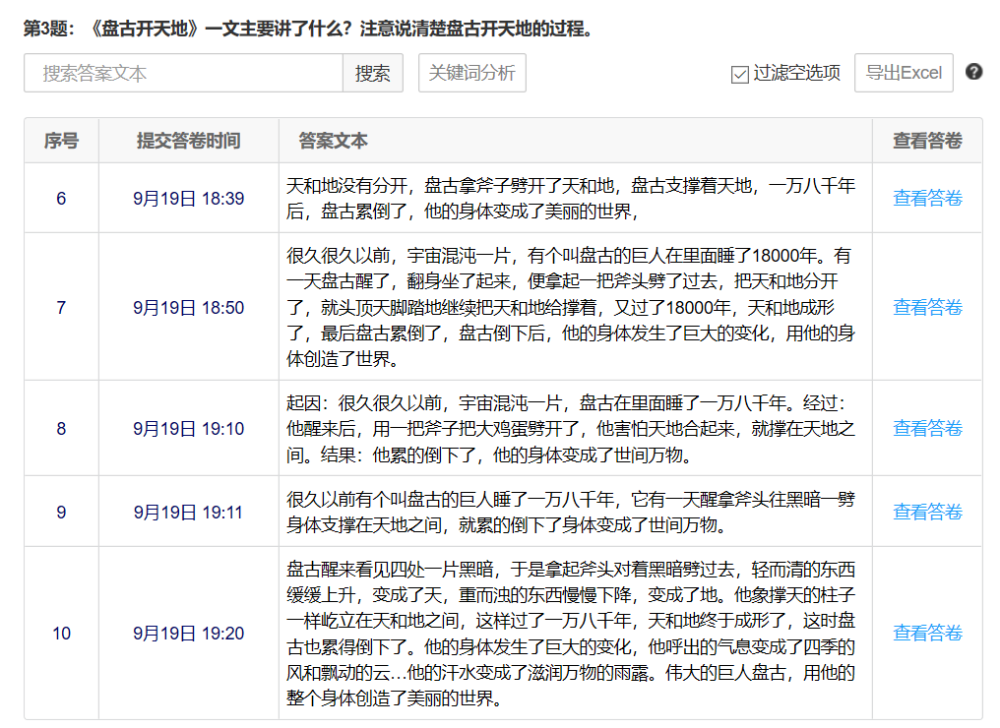 第3题：《盘古开天地》一文主要讲了什么？注意说清楚盘古开天地的过程。
搜索答案文本 搜索 关键词分析 过滤空选项 导出Excel ?
序号 提交答卷时间 答案文本 查看答卷
6 9月19日 18:39 天和地没有分开，盘古拿斧子劈开了天和地，盘古支撑着天地，一万八千年
后，盘古累倒了，他的身体变成了美丽的世界， 查看答卷
7 9月19日 18:50 很久很久以前，宇宙混沌一片，有个叫盘古的巨人在里面睡了18000年。有
一天盘古醒了，翻身坐了起来，便拿起一把斧头劈了过去，把天和地分开
了，就头顶天脚踏地继续把天和地给撑着，又过了18000年，天和地成形
了，最后盘古累倒了，盘古倒下后，他的身体发生了巨大的变化，用他的身
体创造了世界。 查看答卷
8 9月19日 19:10 起因：很久很久以前，宇宙混沌一片，盘古在里面睡了一万八千年。经过：
他醒来后，用一把斧子把大鸡蛋劈开了，他害怕天地合起来，就撑在天地之
间。结果：他累的倒下了，他的身体变成了世间万物。 查看答卷
9 9月19日 19:11 很久以前有个叫盘古的巨人睡了一万八千年，它有一天醒拿斧头往黑暗一劈
身体支撑在天地之间，就累的倒下了身体变成了世间万物。 查看答卷
10 9月19日 19:20 盘古醒来看见四处一片黑暗，于是拿起斧头对着黑暗劈过去，轻而清的东西
缓缓上升，变成了天，重而浊的东西慢慢下降，变成了地。他象撑天的柱子
一样屹立在天和地之间，这样过了一万八千年，天和地终于成形了，这时盘
古也累得倒下了。他的身体发生了巨大的变化，他呼出的气息变成了四季的
风和飘动的云…他的汗水变成了滋润万物的雨露。伟大的巨人盘古，用他的
整个身体创造了美丽的世界。 查看答卷